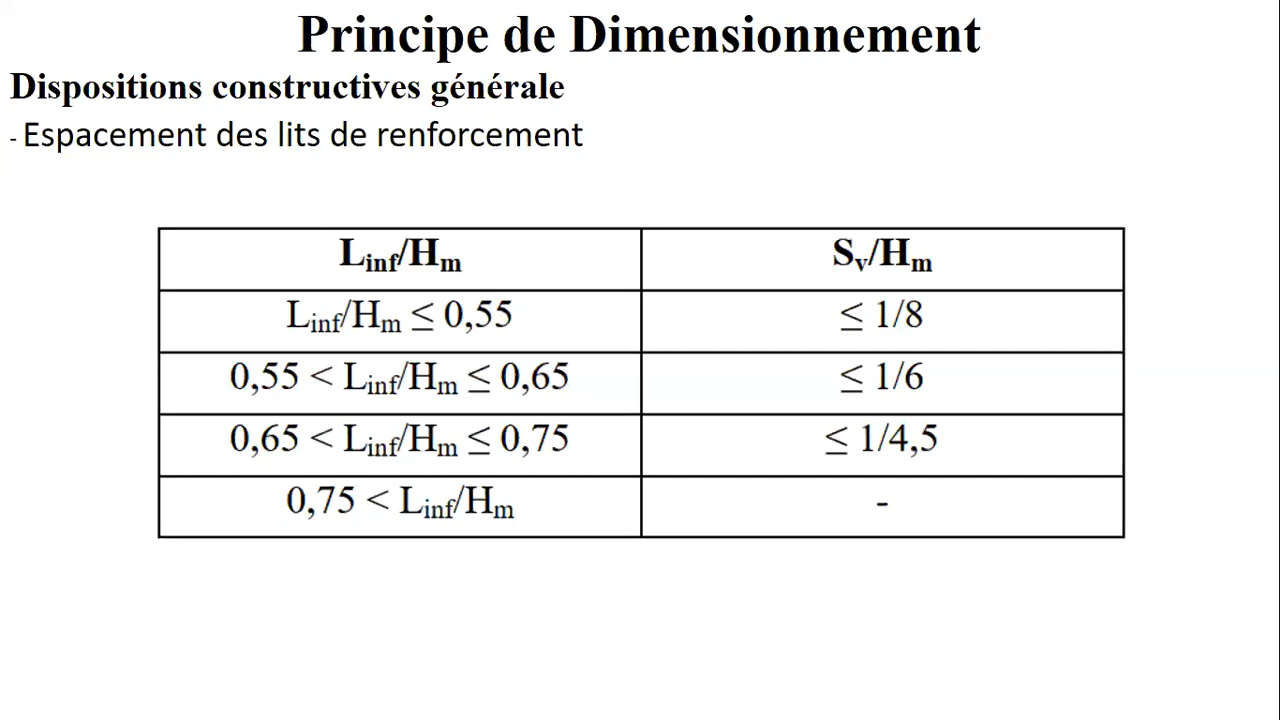 Principe de Dimensionnement
Dispositions constructives générale
- Espacement des lits de renforcement
Linf/Hm Sv/Hm
Linf/Hm ≤ 0,55 ≤ 1/8
0,55 < Linf/Hm ≤ 0,65 ≤ 1/6
0,65 < Linf/Hm ≤ 0,75 ≤ 1/4,5
0,75 < Linf/Hm -